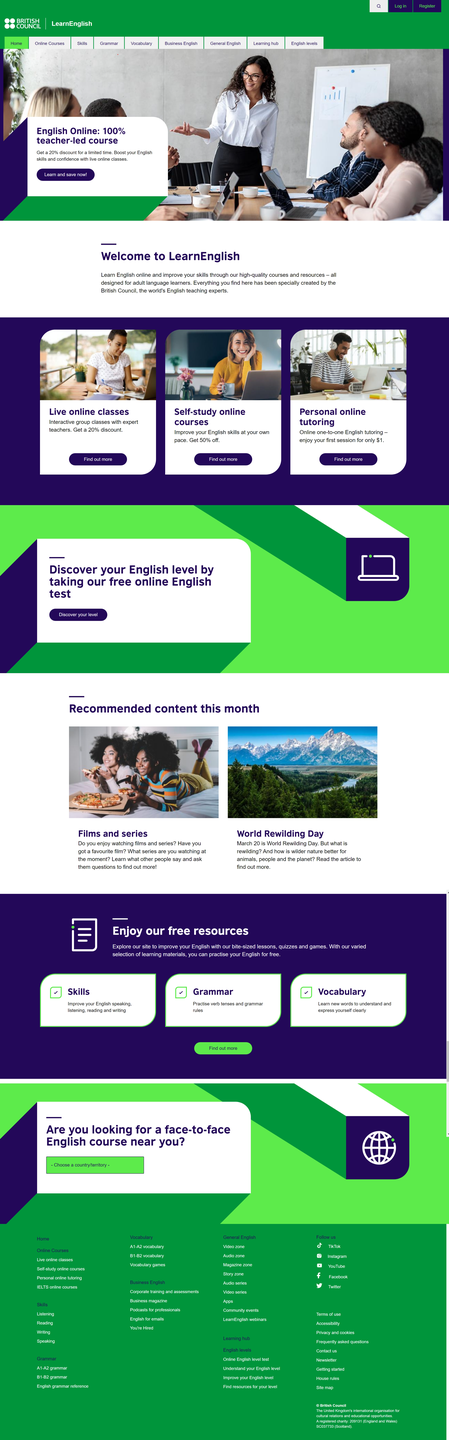 Log in
Register
BRITISH
COUNCIL
LearnEnglish
Home
Online Courses
Skills
Grammar
Vocabulary
Business English
General English
Learning hub
English levels
English Online: 100%
teacher-led course
Get a 20% discount for a limited time. Boost your English
skills and confidence with live online classes.
Learn and save now!
Welcome to LearnEnglish
Learn English online and improve your skills through our high-quality courses and resources – all
designed for adult language learners. Everything you find here has been specially created by the
British Council, the world's English teaching experts.
Live online classes
Interactive group classes with expert
teachers. Get a 20% discount.
Find out more
Self-study online
courses
Improve your English skills at your own
pace. Get 50% off.
Find out more
Personal online
tutoring
Online one-to-one English tutoring –
enjoy your first session for only $1.
Find out more
Discover your English level by
taking our free online English
test
Discover your level
Recommended content this month
Films and series
Do you enjoy watching films and series? Have you
got a favourite film? What series are you watching
at the moment? Learn what other people say and ask
them questions to find out more!
World Rewilding Day
March 20 is World Rewilding Day. But what is
rewilding? And how is wilder nature better for
animals, people and the planet? Read the article to
find out more.
Enjoy our free resources
Explore our site to improve your English with our bite-sized lessons, quizzes and games. With our varied
selection of learning materials, you can practise your English for free.
Skills
Improve your English speaking,
listening, reading and writing
Grammar
Practise verb tenses and grammar
rules
Vocabulary
Learn new words to understand and
express yourself clearly
Find out more
Are you looking for a face-to-face
English course near you?
- Choose a country/territory -
Home
Online Courses
Live online classes
Self-study online courses
Personal online tutoring
IELTS online courses
Skills
Listening
Reading
Writing
Speaking
Grammar
A1-A2 grammar
B1-B2 grammar
English grammar reference
Vocabulary
A1-A2 vocabulary
B1-B2 vocabulary
Vocabulary games
Business English
Corporate training and assessments
Business magazine
Podcasts for professionals
English for emails
You're Hired
General English
Video zone
Audio zone
Magazine zone
Story zone
Audio series
Video series
Apps
Community events
LearnEnglish webinars
Learning hub
English levels
Online English level test
Understand your English level
Improve your English level
Find resources for your level
Follow us
TikTok
Instagram
YouTube
Facebook
Twitter
Terms of use
Accessibility
Privacy and cookies
Frequently asked questions
Contact us
Newsletter
Getting started
House rules
Site map
© British Council
The United Kingdom's international organisation for
cultural relations and educational opportunities.
A registered charity: 209131 (England and Wales)
SC037733 (Scotland)